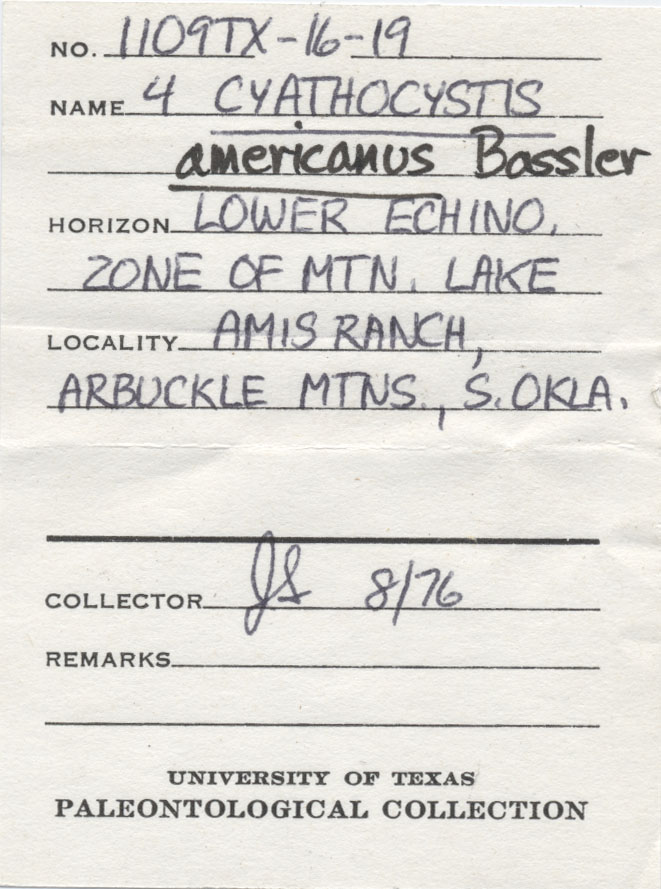 NO. 1109TX-16-19
NAME 4 CYATHOCYSTIS
americanus Bassler
HORIZON LOWER ECHINO.
ZONE OF MTN. LAKE
LOCALITY AMIS RANCH,
ARBUCKLE MTNS., S. OKLA.
COLLECTOR JS 8/76
REMARKS
UNIVERSITY OF TEXAS
PALEONTOLOGICAL COLLECTION